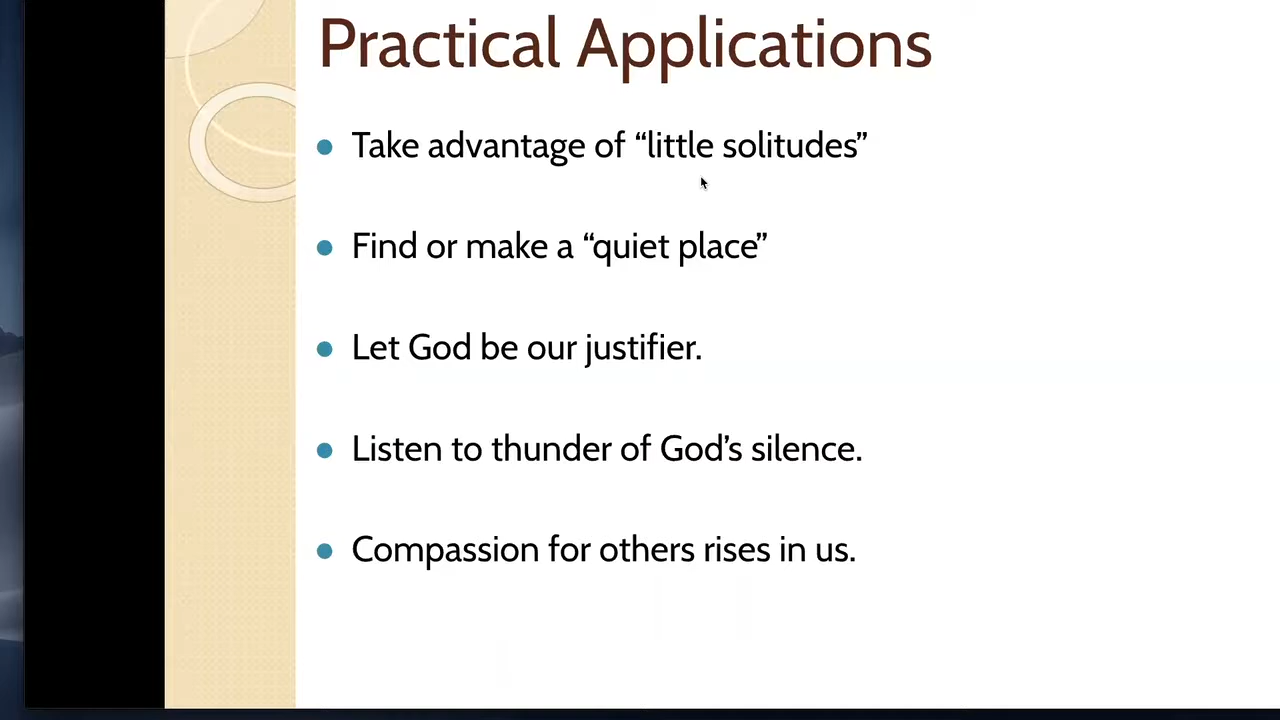 Practical Applications
Take advantage of “little solitudes”
Find or make a “quiet place”
Let God be our justifier.
Listen to thunder of God’s silence.
Compassion for others rises in us.